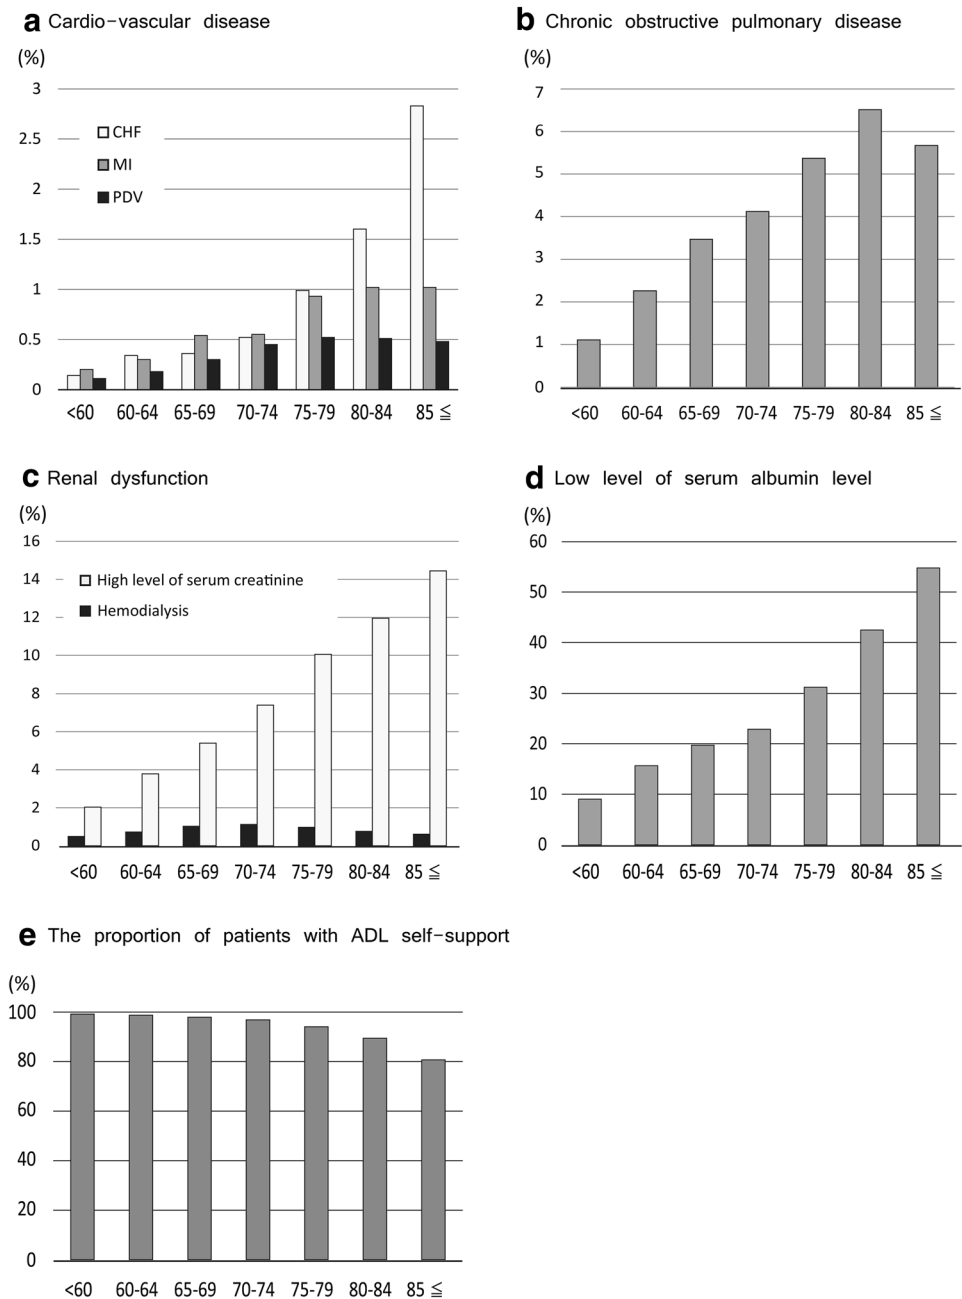 a Cardio-vascular disease
(%)
3
2.5
2
1.5
1
0.5
0
CHF
MI
PDV
<60 60-64 65-69 70-74 75-79 80-84 85 ≦
b Chronic obstructive pulmonary disease
(%)
7
6
5
4
3
2
1
0
<60 60-64 65-69 70-74 75-79 80-84 85 ≦
c Renal dysfunction
(%)
16
14
12
10
8
6
4
2
0
High level of serum creatinine
Hemodialysis
<60 60-64 65-69 70-74 75-79 80-84 85 ≦
d Low level of serum albumin level
(%)
60
50
40
30
20
10
0
<60 60-64 65-69 70-74 75-79 80-84 85 ≦
e The proportion of patients with ADL self-support
(%)
100
80
60
40
20
0
<60 60-64 65-69 70-74 75-79 80-84 85 ≦